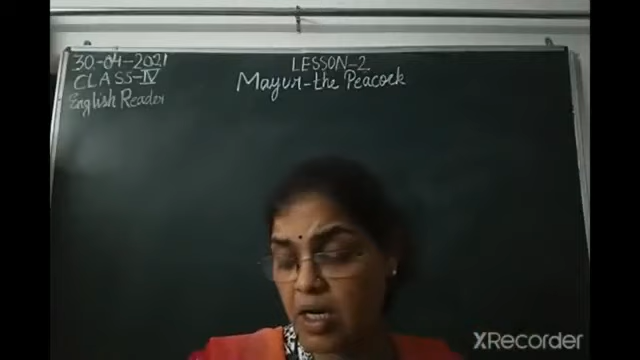 30-04-2021
CLASS-IV
English Reader
LESSON-2
Mayur-the Peacock
XRecorder